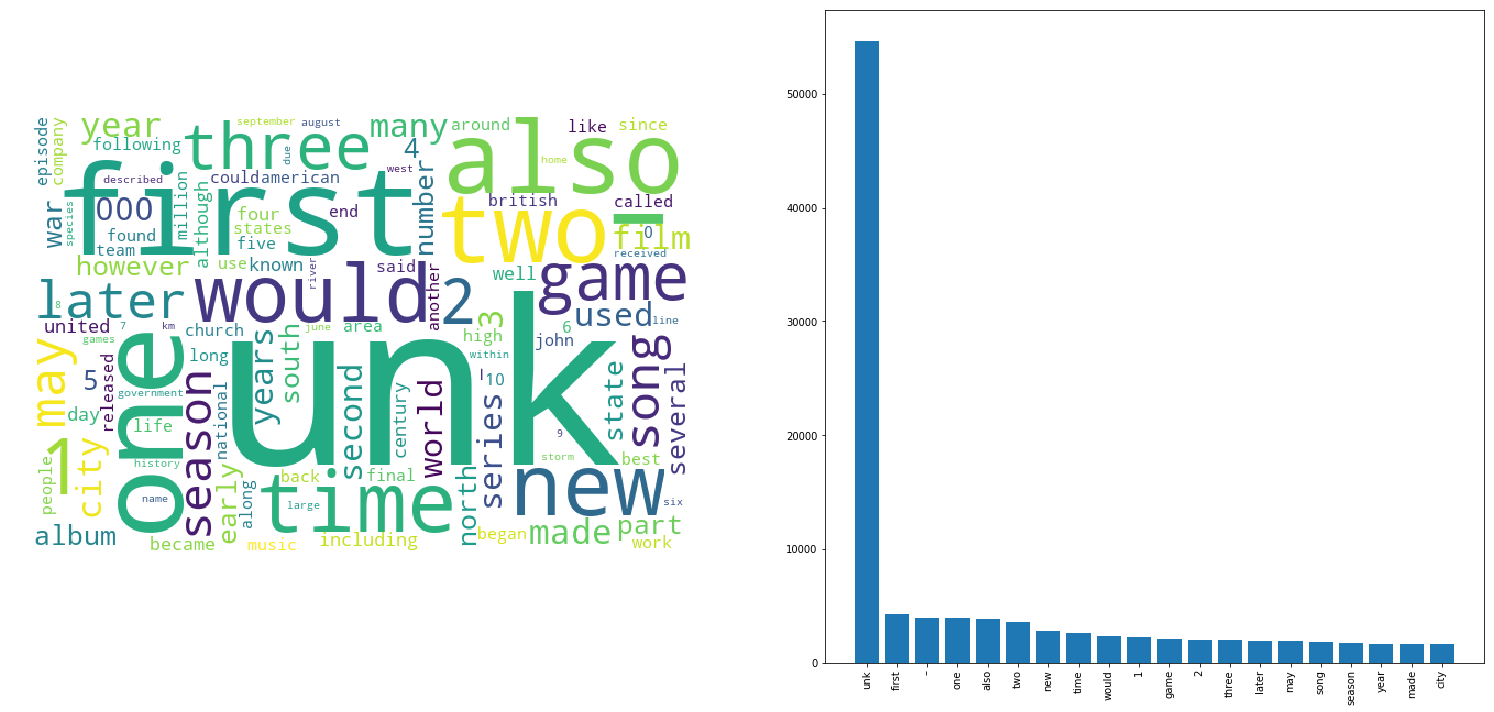 year
following
september
august
many
around
like
since
episode
company
described
three
due
4
also
home
first
war
species
000
found
team
million
although
could
american
four
states
five
end
west
number
british
two
called
–
0
film
received
however
use
known
river
said
another
well
game
later
8
would
2
used
line
united
7
km
games
church
years
south
june
area
3
high
within
john
6
may
5
day
one
released
government
life
season
long
national
unk
second
century
world
l
10
series
9
storm
state
song
several
best
1
city
people
history
name
early
along
back
large
time
final
north
new
six
album
became
music
including
began
made
part
work
50000
40000
30000
20000
10000
0
unk
first
–
one
also
two
new
time
would
1
game
2
three
later
may
song
season
year
made
city